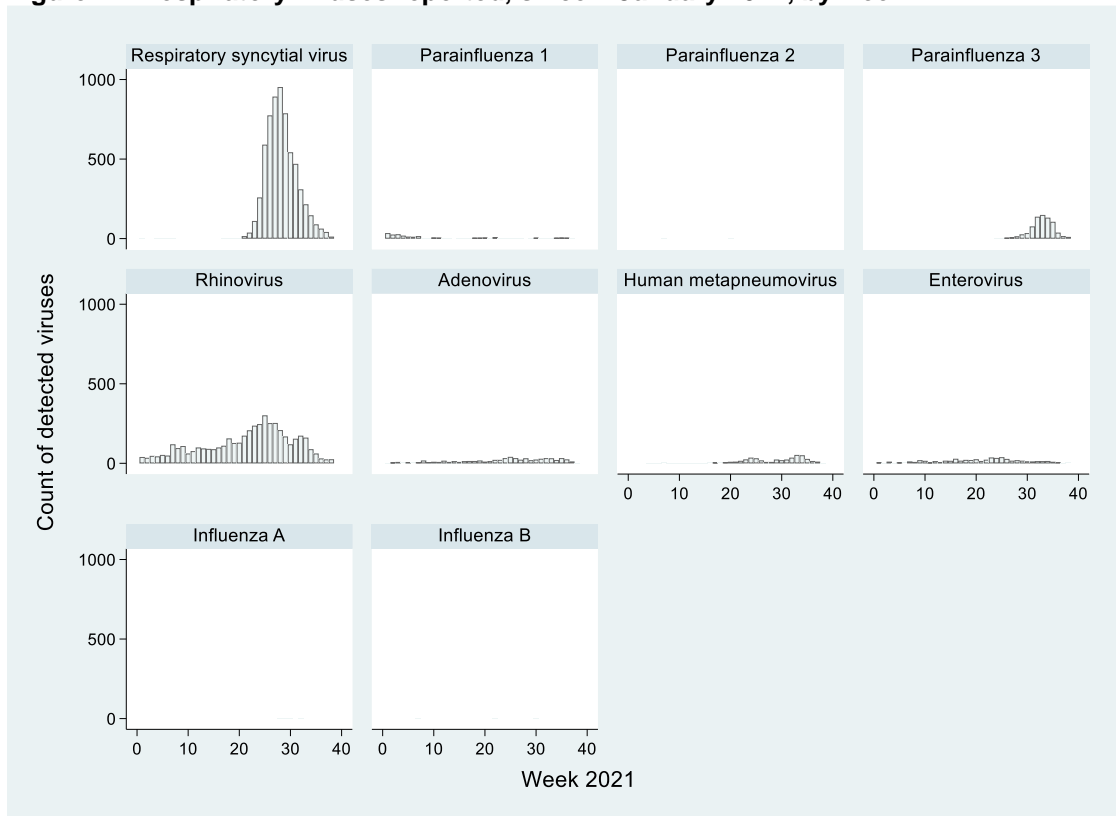 Respiratory syncytial virus Parainfluenza 1 Parainfluenza 2 Parainfluenza 3
1000
500
0
Rhinovirus Adenovirus Human metapneumovirus Enterovirus
1000
500
0
0 10 20 30 40 0 10 20 30 40
Influenza A Influenza B
1000
500
0
0 10 20 30 40 0 10 20 30 40
Count of detected viruses
Week 2021